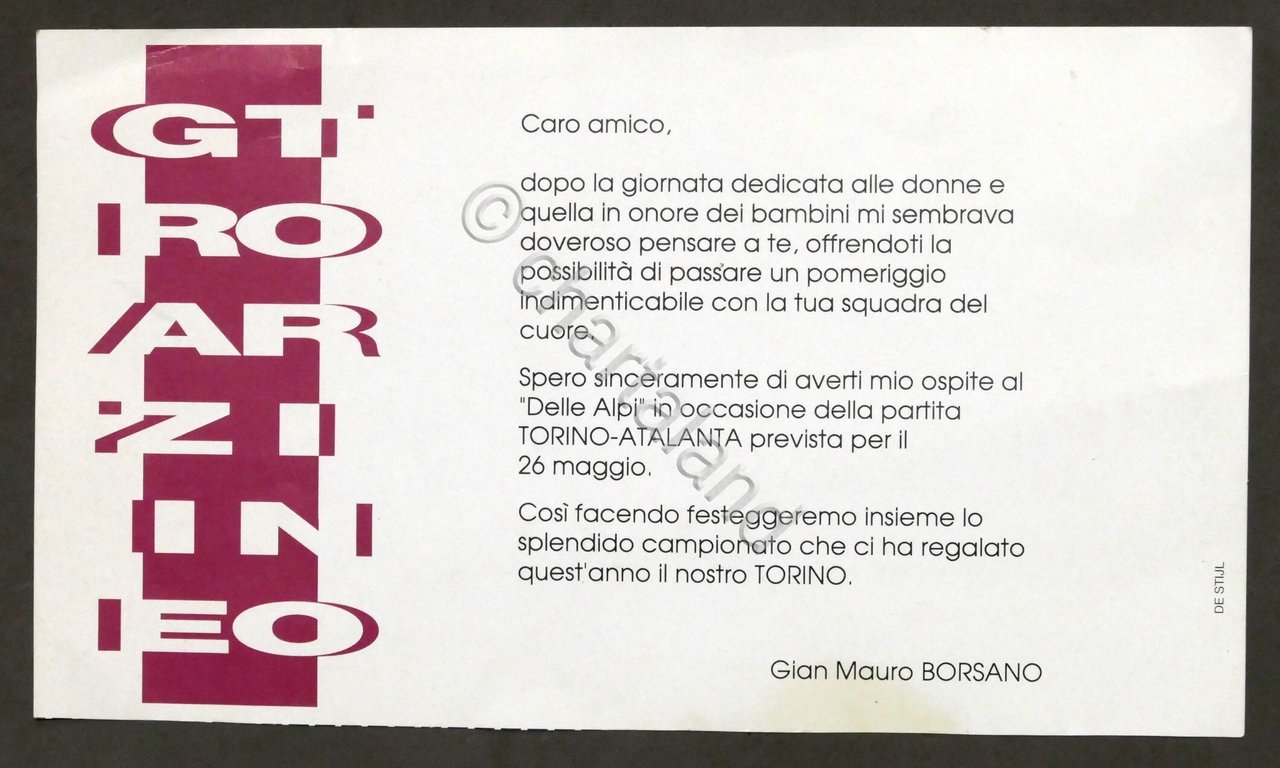 GT
RO
AR
ZI
IN
EO
Caro amico,
dopo la giornata dedicata alle donne e
quella in onore dei bambini mi sembrava
doveroso pensare a te, offrendoti la
possibilità di passare un pomeriggio
indimenticabile con la tua squadra del
cuore.
Spero sinceramente di averti mio ospite al
"Delle Alpi" in occasione della partita
TORINO-ATALANTA prevista per il
26 maggio.
Così facendo festeggeremo insieme lo
splendido campionato che ci ha regalato
quest'anno il nostro TORINO.
Gian Mauro BORSANO
DE STIJL
© chartaland